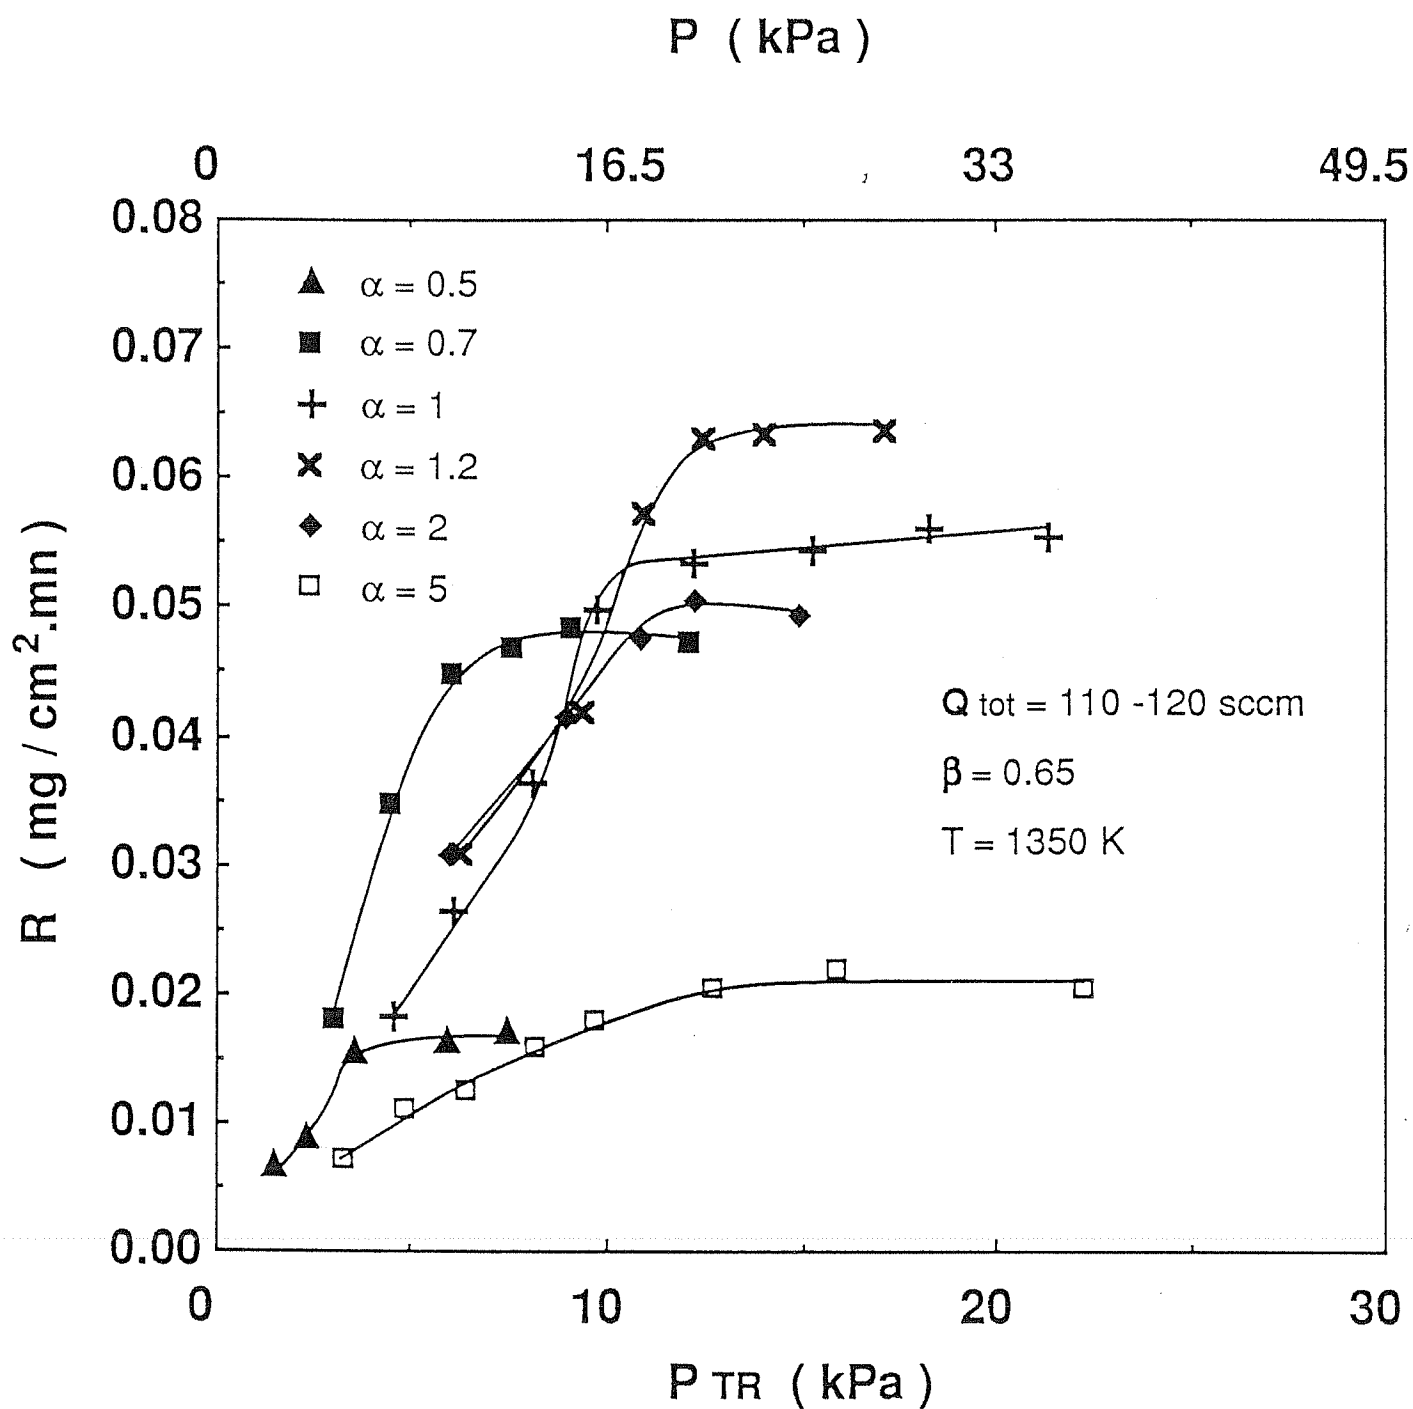 P ( kPa )
0 16.5 33 49.5
0.08
0.07
0.06
0.05
0.04
0.03
0.02
0.01
0.00
R ( mg / cm².mn )
α = 0.5
α = 0.7
α = 1
α = 1.2
α = 2
α = 5
Q tot = 110 -120 sccm
β = 0.65
T = 1350 K
0 10 20 30
P TR ( kPa )